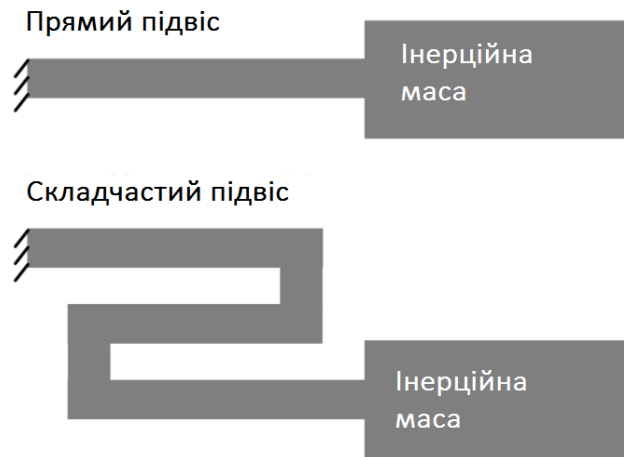 Прямий підвіс
Інерційна
маса
Складчастий підвіс
Інерційна
маса